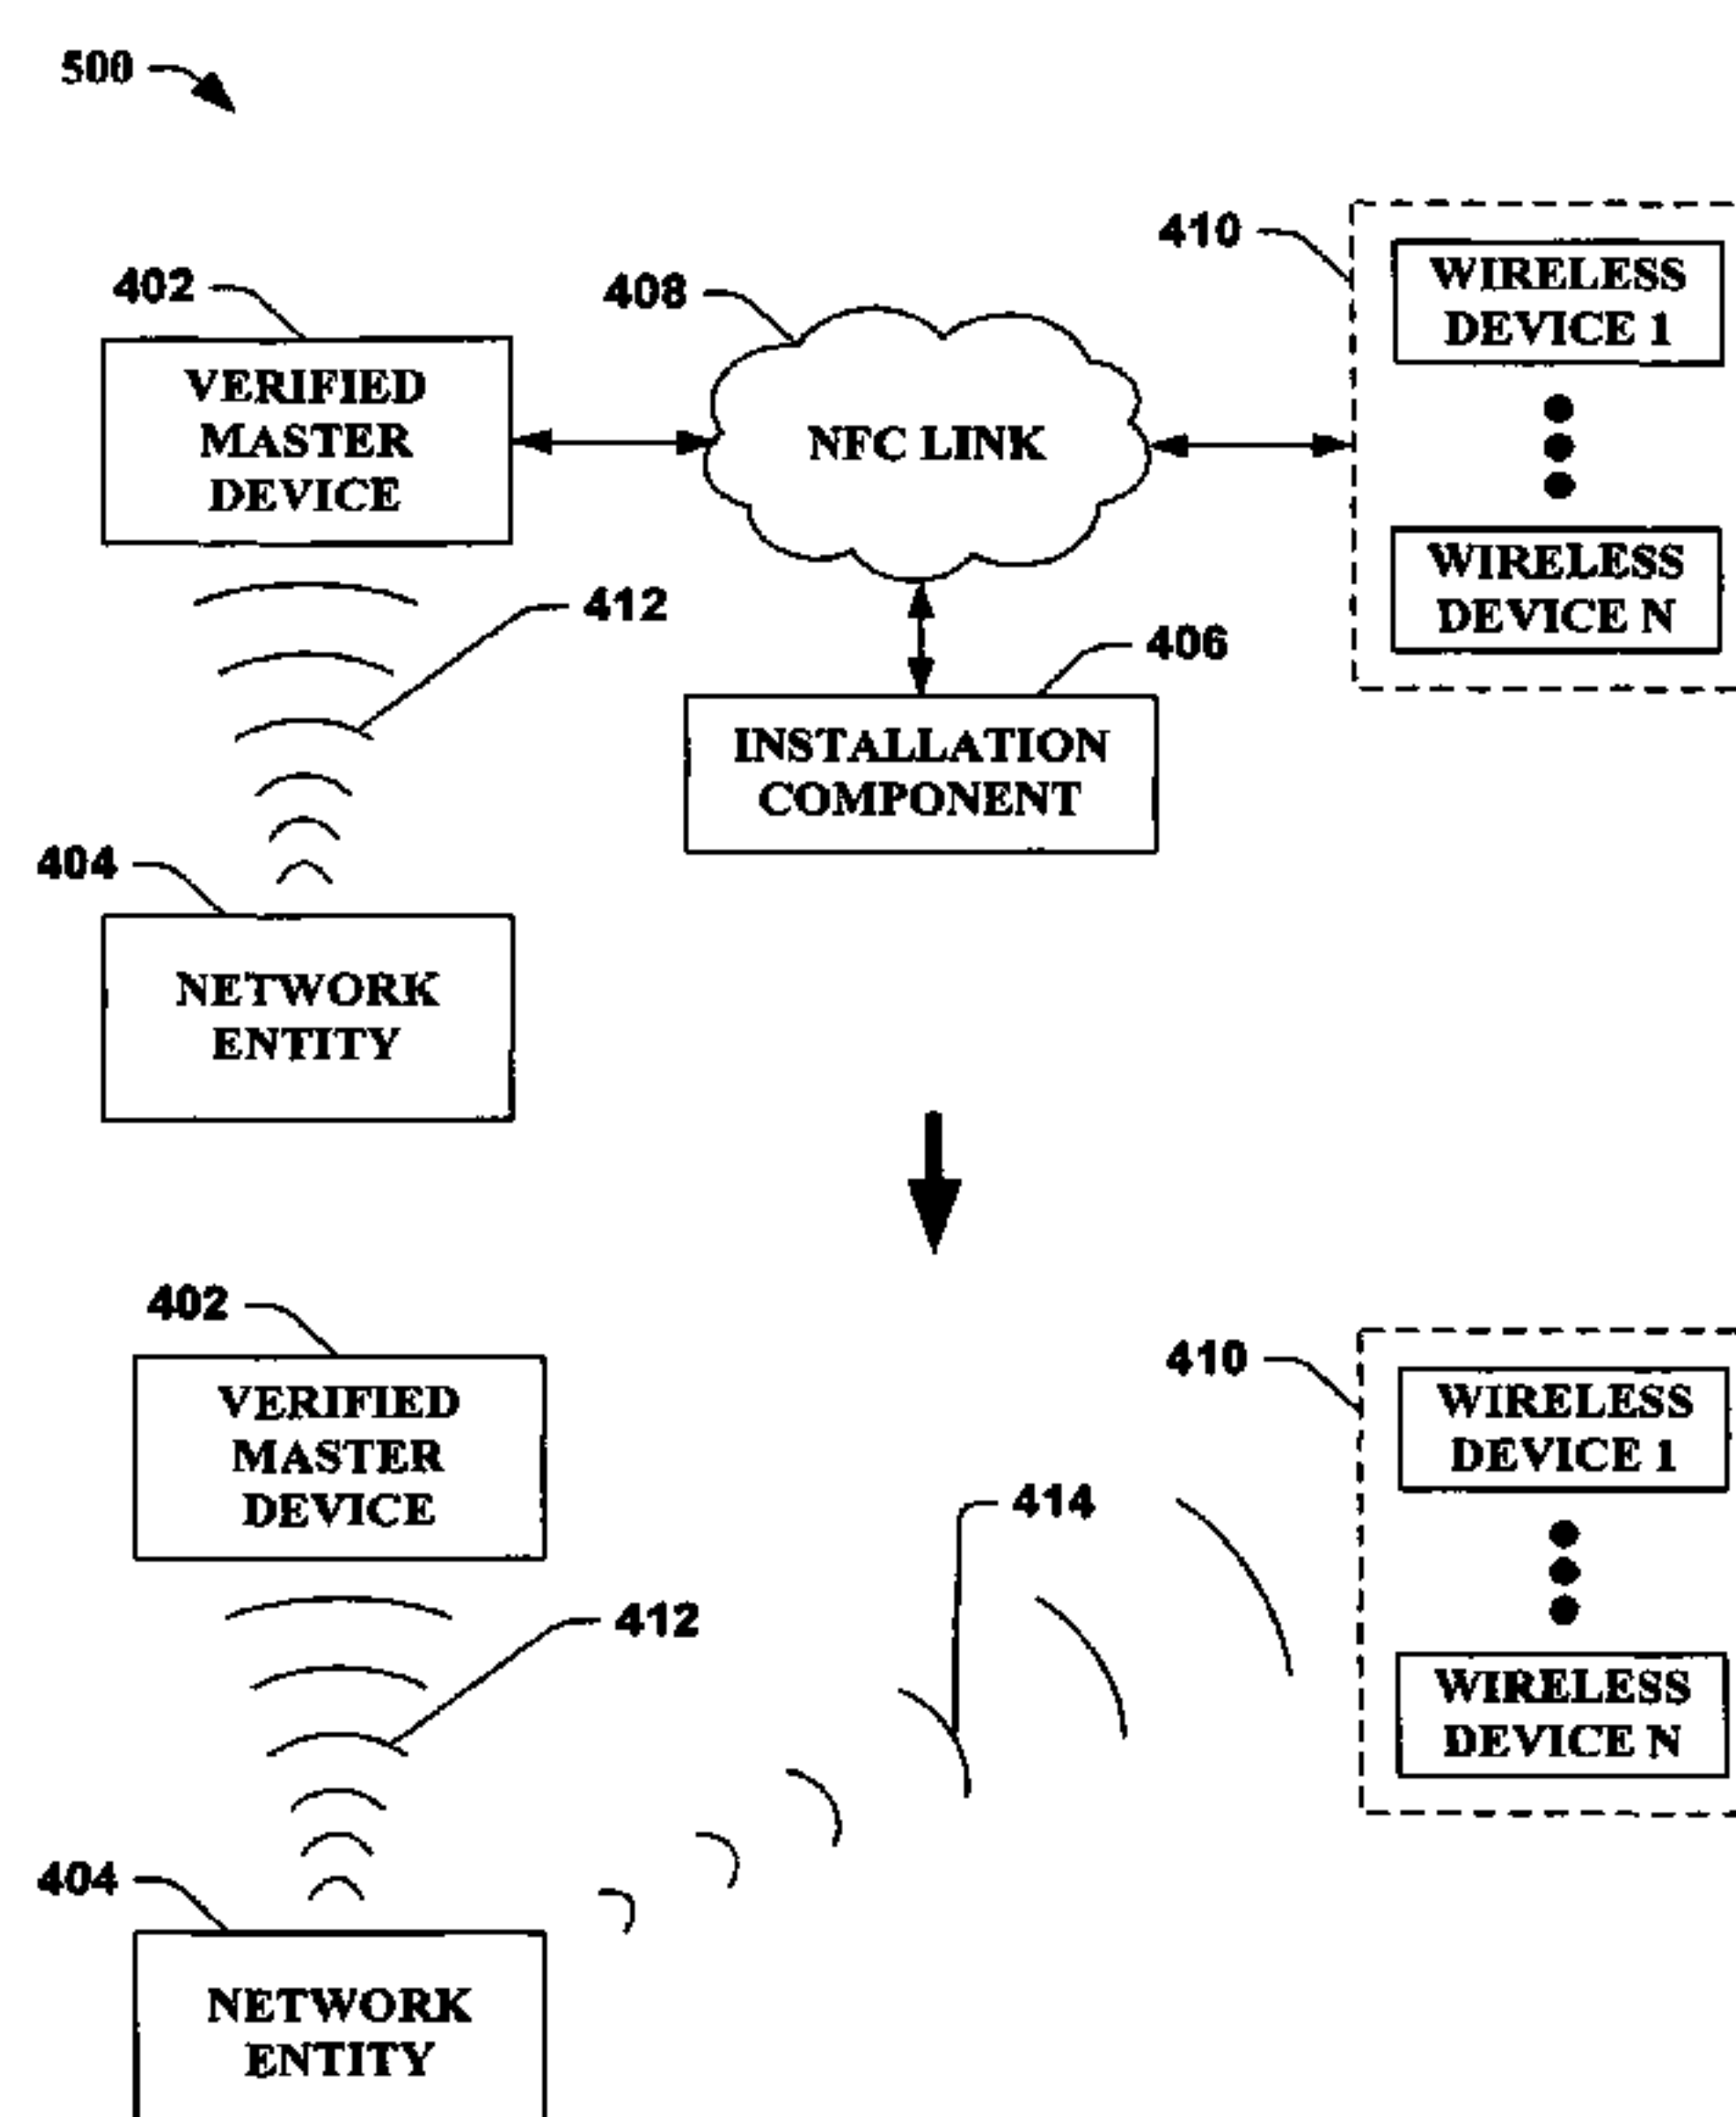 500
410
WIRELESS
DEVICE 1
402
408
VERIFIED
MASTER
DEVICE
NFC LINK
WIRELESS
DEVICE N
412
406
INSTALLATION
COMPONENT
404
NETWORK
ENTITY
402
410
VERIFIED
MASTER
DEVICE
WIRELESS
DEVICE 1
414
412
WIRELESS
DEVICE N
404
NETWORK
ENTITY